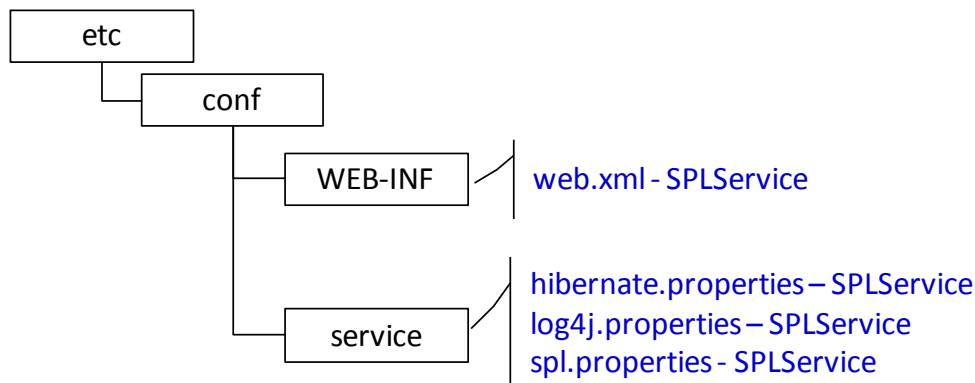 etc
conf
WEB-INF
web.xml - SPLService
service
hibernate.properties – SPLService
log4j.properties – SPLService
spl.properties - SPLService